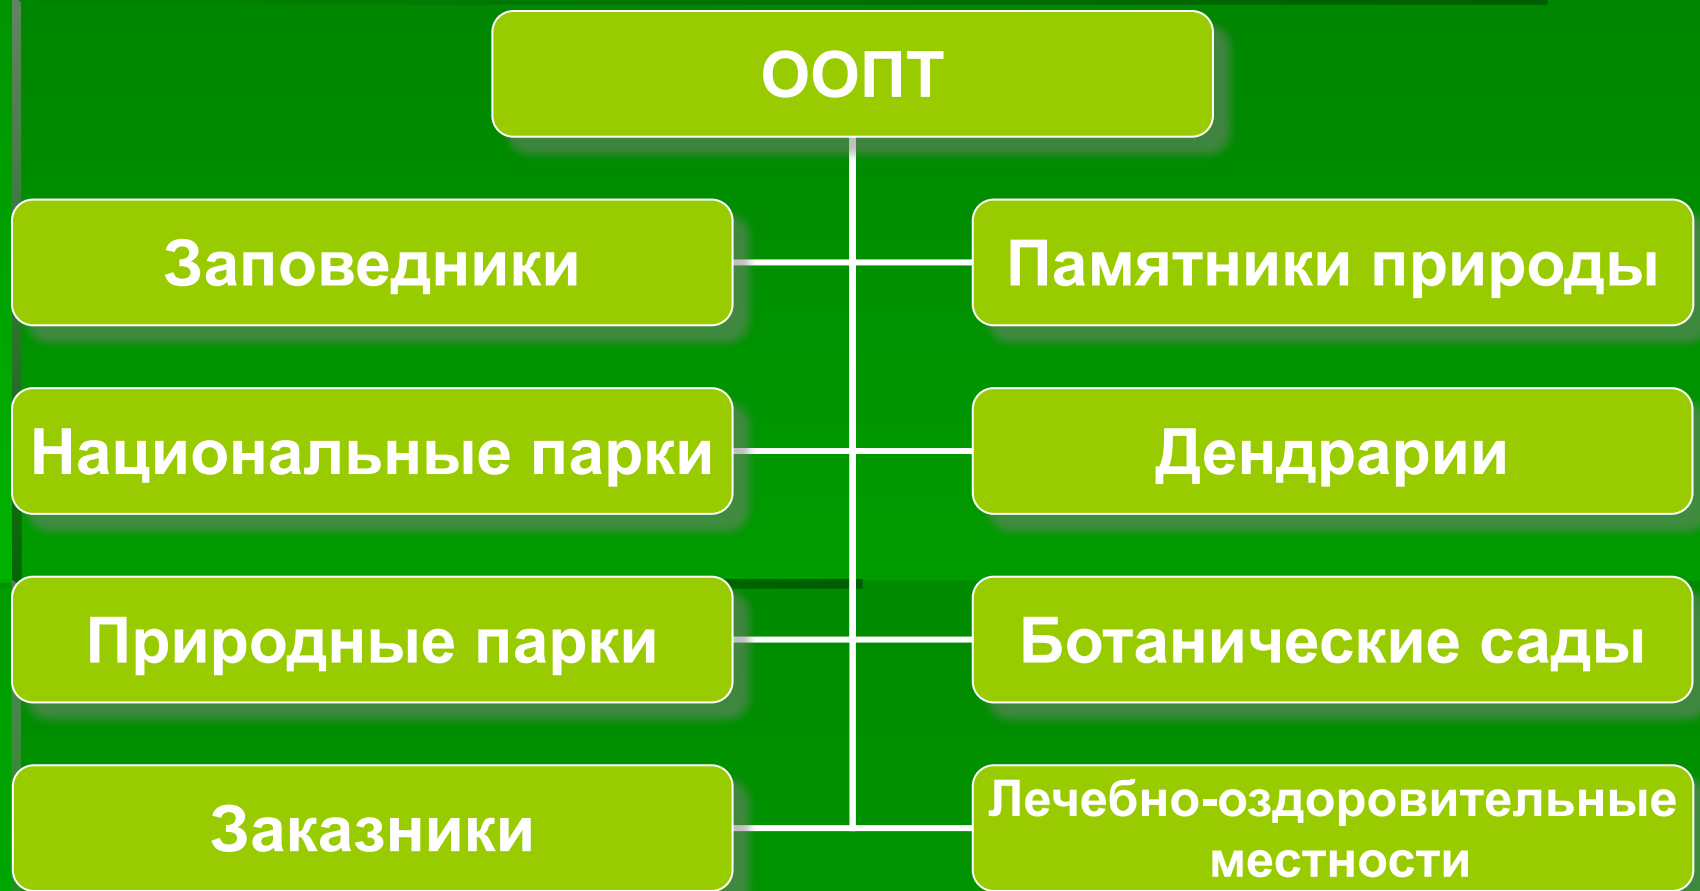 ООПТ
Заповедники
Памятники природы
Национальные парки
Дендрарии
Природные парки
Ботанические сады
Заказники
Лечебно-оздоровительные
местности